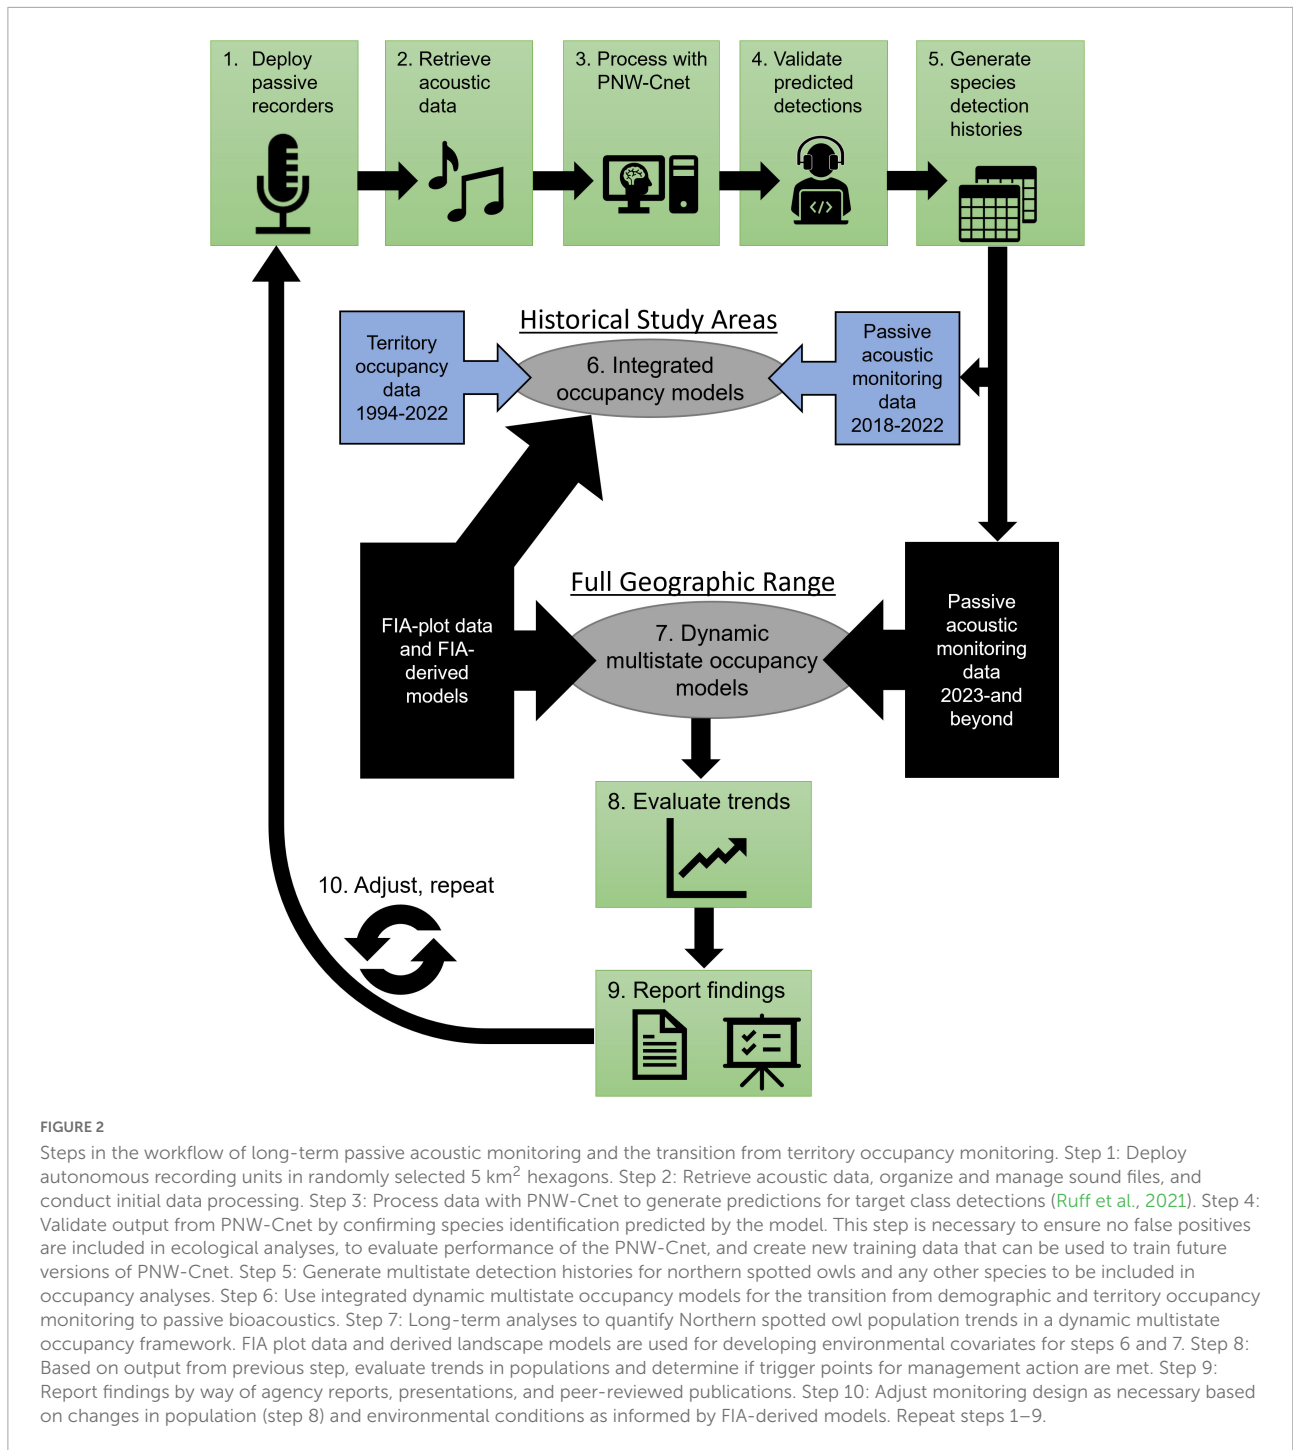 1. Deploy
passive
recorders
2. Retrieve
acoustic
data
3. Process with
PNW-Cnet
4. Validate
predicted
detections
5. Generate
species
detection
histories
Historical Study Areas
Territory
occupancy
data
1994-2022
6. Integrated
occupancy models
Passive
acoustic
monitoring
data
2018-2022
Full Geographic Range
FIA-plot data
and FIA-
derived
models
7. Dynamic
multistate occupancy
models
Passive
acoustic
monitoring
data
2023-and
beyond
8. Evaluate trends
10. Adjust, repeat
9. Report findings
FIGURE 2
Steps in the workflow of long-term passive acoustic monitoring and the transition from territory occupancy monitoring. Step 1: Deploy
autonomous recording units in randomly selected 5 km² hexagons. Step 2: Retrieve acoustic data, organize and manage sound files, and
conduct initial data processing. Step 3: Process data with PNW-Cnet to generate predictions for target class detections (Ruff et al., 2021). Step 4:
Validate output from PNW-Cnet by confirming species identification predicted by the model. This step is necessary to ensure no false positives
are included in ecological analyses, to evaluate performance of the PNW-Cnet, and create new training data that can be used to train future
versions of PNW-Cnet. Step 5: Generate multistate detection histories for northern spotted owls and any other species to be included in
occupancy analyses. Step 6: Use integrated dynamic multistate occupancy models for the transition from demographic and territory occupancy
monitoring to passive bioacoustics. Step 7: Long-term analyses to quantify Northern spotted owl population trends in a dynamic multistate
occupancy framework. FIA plot data and derived landscape models are used for developing environmental covariates for steps 6 and 7. Step 8:
Based on output from previous step, evaluate trends in populations and determine if trigger points for management action are met. Step 9:
Report findings by way of agency reports, presentations, and peer-reviewed publications. Step 10: Adjust monitoring design as necessary based
on changes in population (step 8) and environmental conditions as informed by FIA-derived models. Repeat steps 1–9.